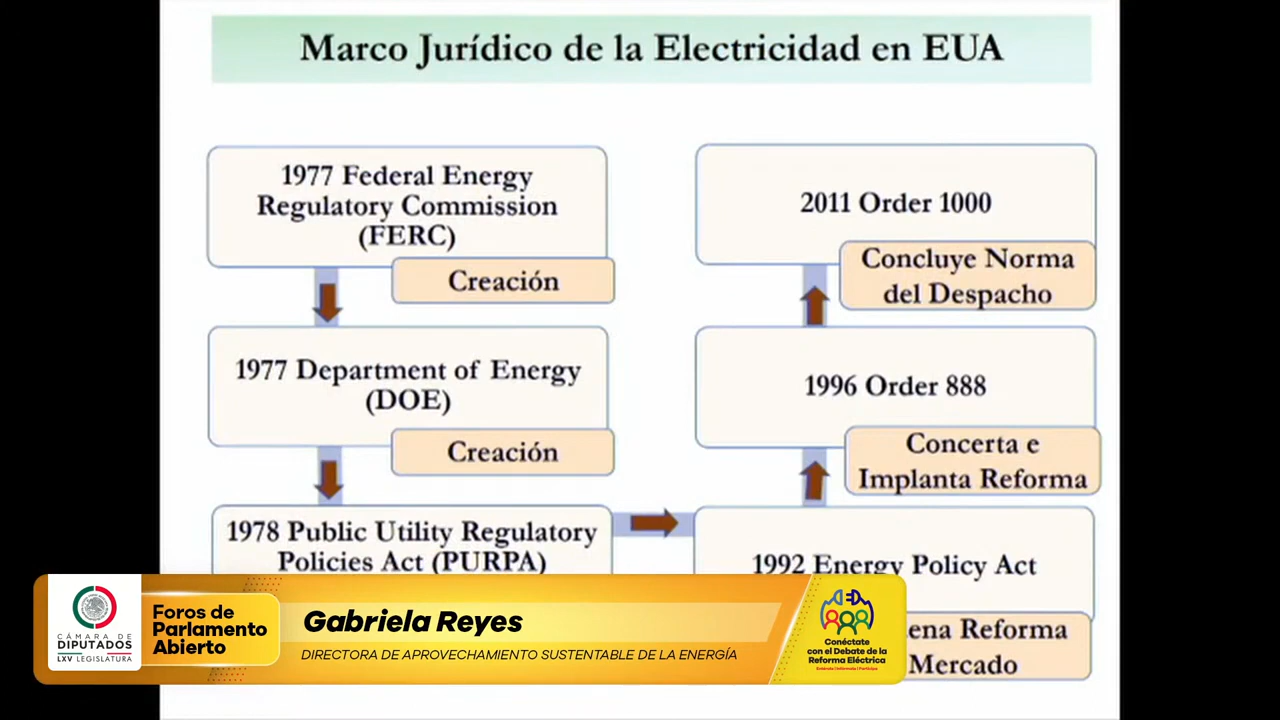 Marco Jurídico de la Electricidad en EUA
1977 Federal Energy
Regulatory Commission
(FERC)
Creación
1977 Department of Energy
(DOE)
Creación
1978 Public Utility Regulatory
Policies Act (PURPA)
1992 Energy Policy Act
Reforma
Mercado
1996 Order 888
Concerta e
Implanta Reforma
2011 Order 1000
Concluye Norma
del Despacho
CÁMARA DE
DIPUTADOS
LXV LEGISLATURA
Foros de
Parlamento
Abierto
Gabriela Reyes
DIRECTORA DE APROVECHAMIENTO SUSTENTABLE DE LA ENERGÍA
Conéctate
con el Debate de la
Reforma Eléctrica